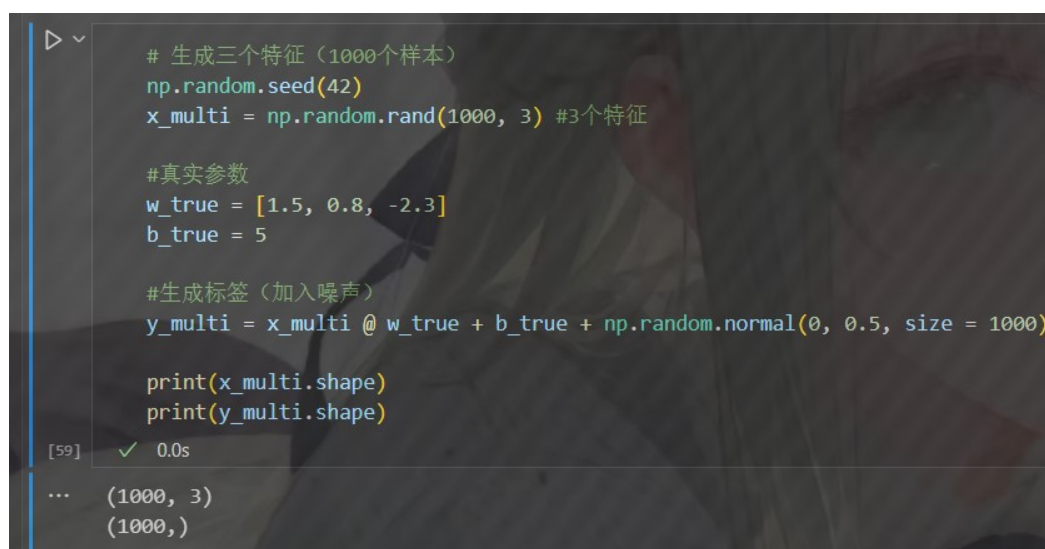 # 生成三个特征（1000个样本）
np.random.seed(42)
x_multi = np.random.rand(1000, 3) #3个特征
#真实参数
w_true = [1.5, 0.8, -2.3]
b_true = 5
#生成标签（加入噪声）
y_multi = x_multi @ w_true + b_true + np.random.normal(0, 0.5, size = 1000)
print(x_multi.shape)
print(y_multi.shape)
[59] 0.0s
(1000, 3)
(1000,)